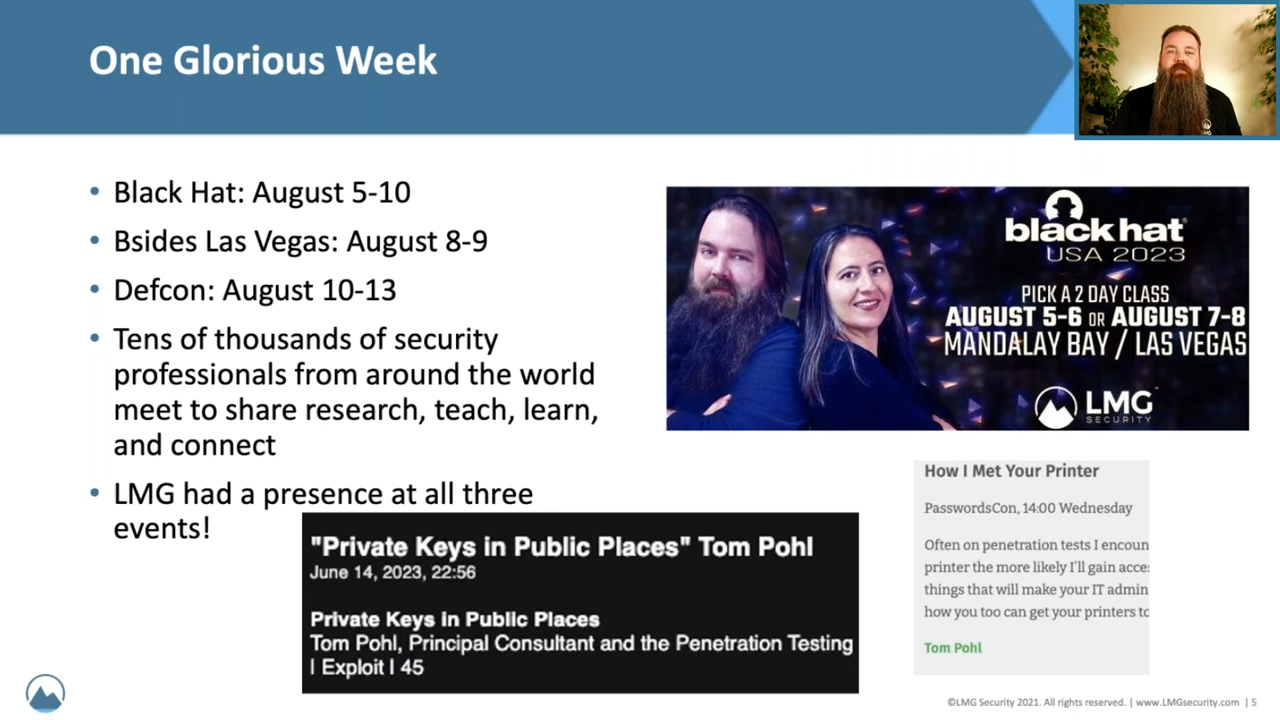 One Glorious Week
LMG
• Black Hat: August 5-10
• Bsides Las Vegas: August 8-9
• Defcon: August 10-13
• Tens of thousands of security
professionals from around the world
meet to share research, teach, learn,
and connect
• LMG had a presence at all three
events!
black hat
USA 2023
PICK A 2 DAY CLASS
AUGUST 5-6 OR AUGUST 7-8
MANDALAY BAY / LAS VEGAS
LMG
SECURITY
"Private Keys in Public Places" Tom Pohl
June 14, 2023, 22:56
Private Keys in Public Places
Tom Pohl, Principal Consultant and the Penetration Testing
| Exploit | 45
How I Met Your Printer
PasswordsCon, 14:00 Wednesday
Often on penetration tests I encoun
printer the more likely I'll gain acce
things that will make your IT admin
how you too can get your printers to
Tom Pohl
©LMG Security 2021. All rights reserved. | www.LMGsecurity.com | 5